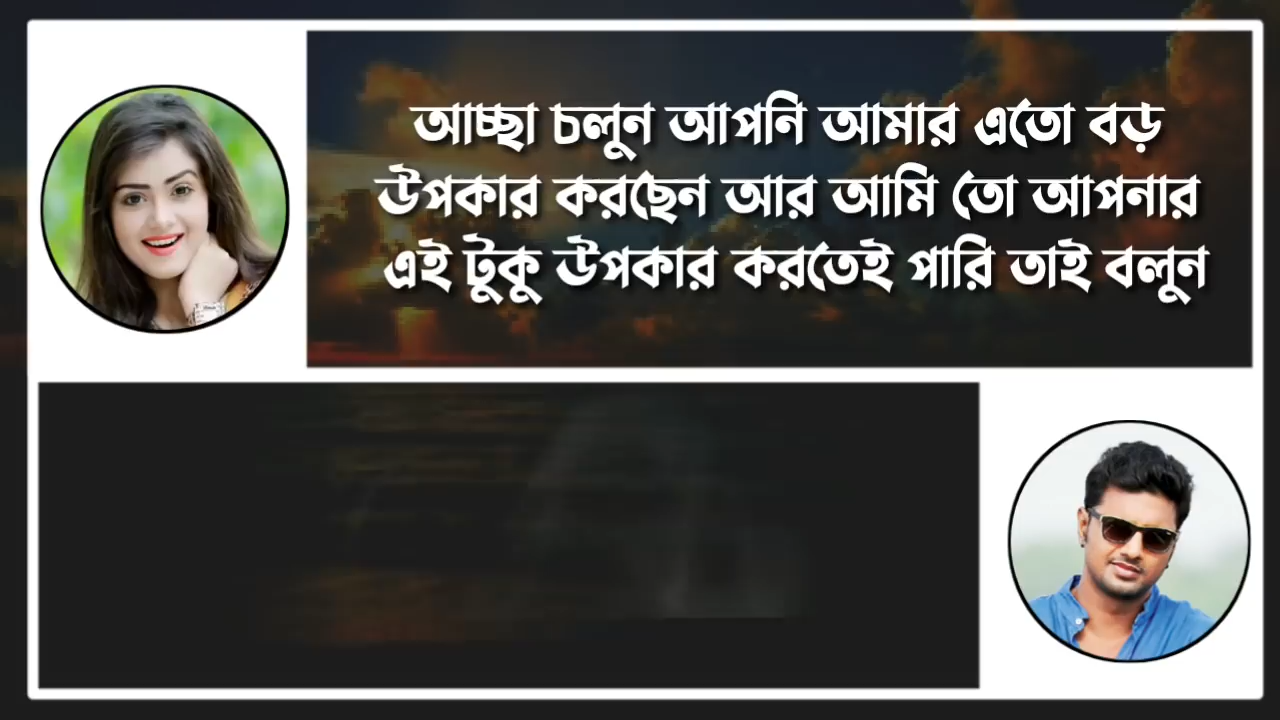 আচ্ছা চলুন আপনি আমার এতো বড়
উপকার করছেন আর আমি তো আপনার
এই টুকু উপকার করতেই পারি তাই বলুন